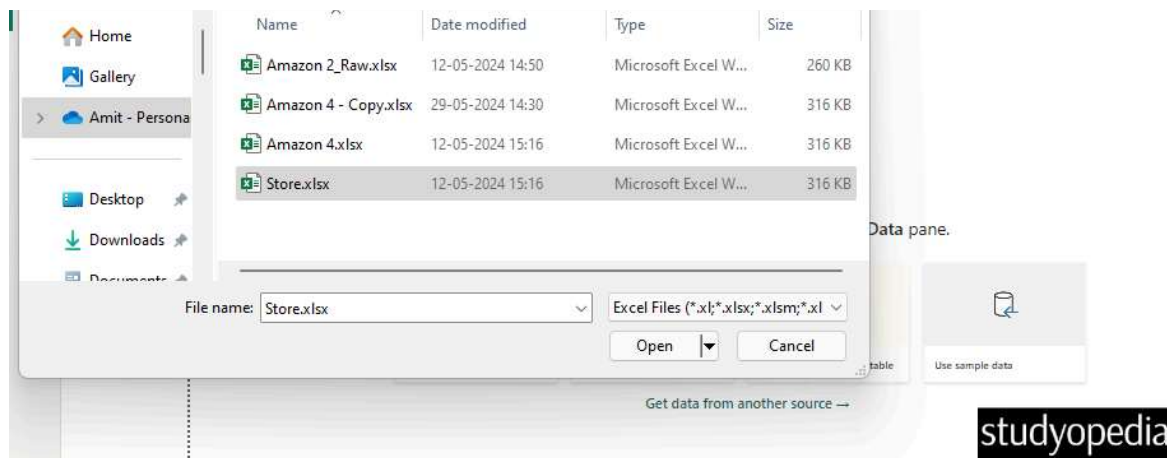 Name Date modified Type Size
Home
Gallery
Amit - Persona
Desktop
Downloads
Documents
Amazon 2_Raw.xlsx 12-05-2024 14:50 Microsoft Excel W... 260 KB
Amazon 4 - Copy.xlsx 29-05-2024 14:30 Microsoft Excel W... 316 KB
Amazon 4.xlsx 12-05-2024 15:16 Microsoft Excel W... 316 KB
Store.xlsx 12-05-2024 15:16 Microsoft Excel W... 316 KB
File name: Store.xlsx Excel Files (*.xl;*.xlsx;*.xlsm;*.xl
Open Cancel
Data pane.
table
Use sample data
Get data from another source →
studyopedia